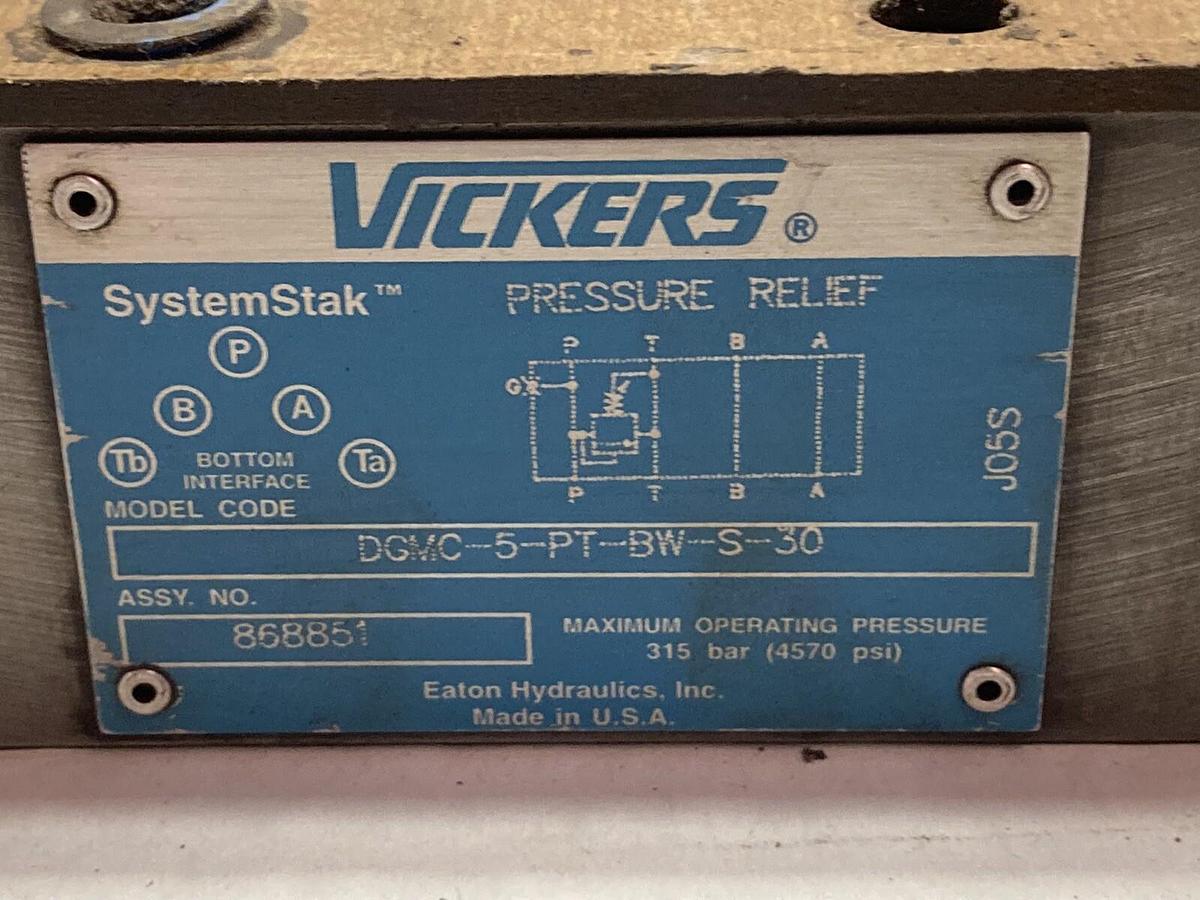 VICKERS ®
SystemStak™
PRESSURE RELIEF
P
B A
Tb Ta
BOTTOM
INTERFACE
P T B A
G
P T B A
J05S
MODEL CODE
DGMC-5-PT-BW-S-30
ASSY. NO.
868851
MAXIMUM OPERATING PRESSURE
315 bar (4570 psi)
Eaton Hydraulics, Inc.
Made in U.S.A.